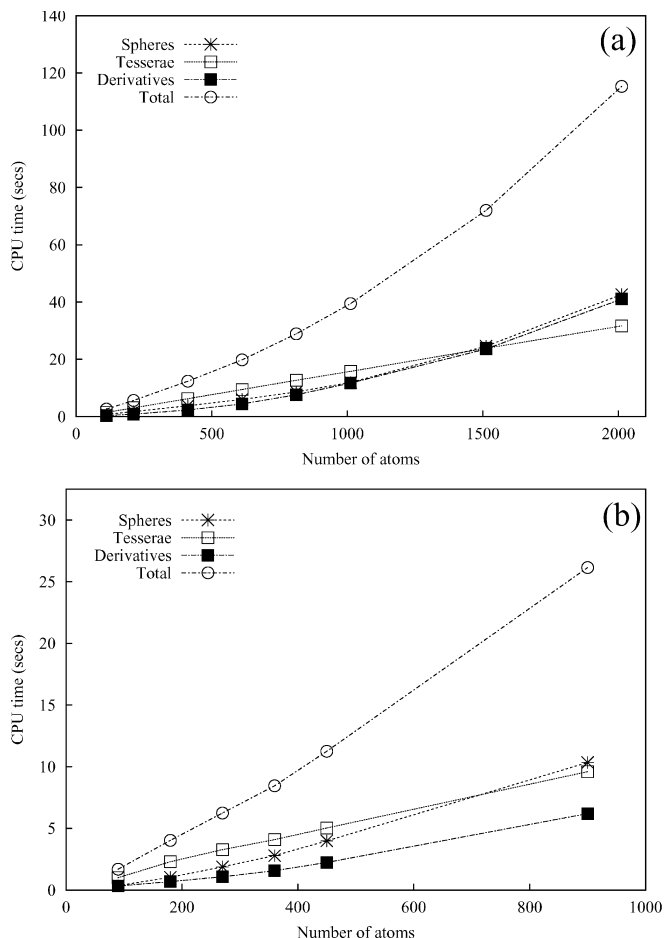 (a)
Spheres
Tesserae
Derivatives
Total
CPU time (secs)
140
120
100
80
60
40
20
0
0 500 1000 1500 2000
Number of atoms
(b)
Spheres
Tesserae
Derivatives
Total
CPU time (secs)
30
25
20
15
10
5
0
0 200 400 600 800 1000
Number of atoms